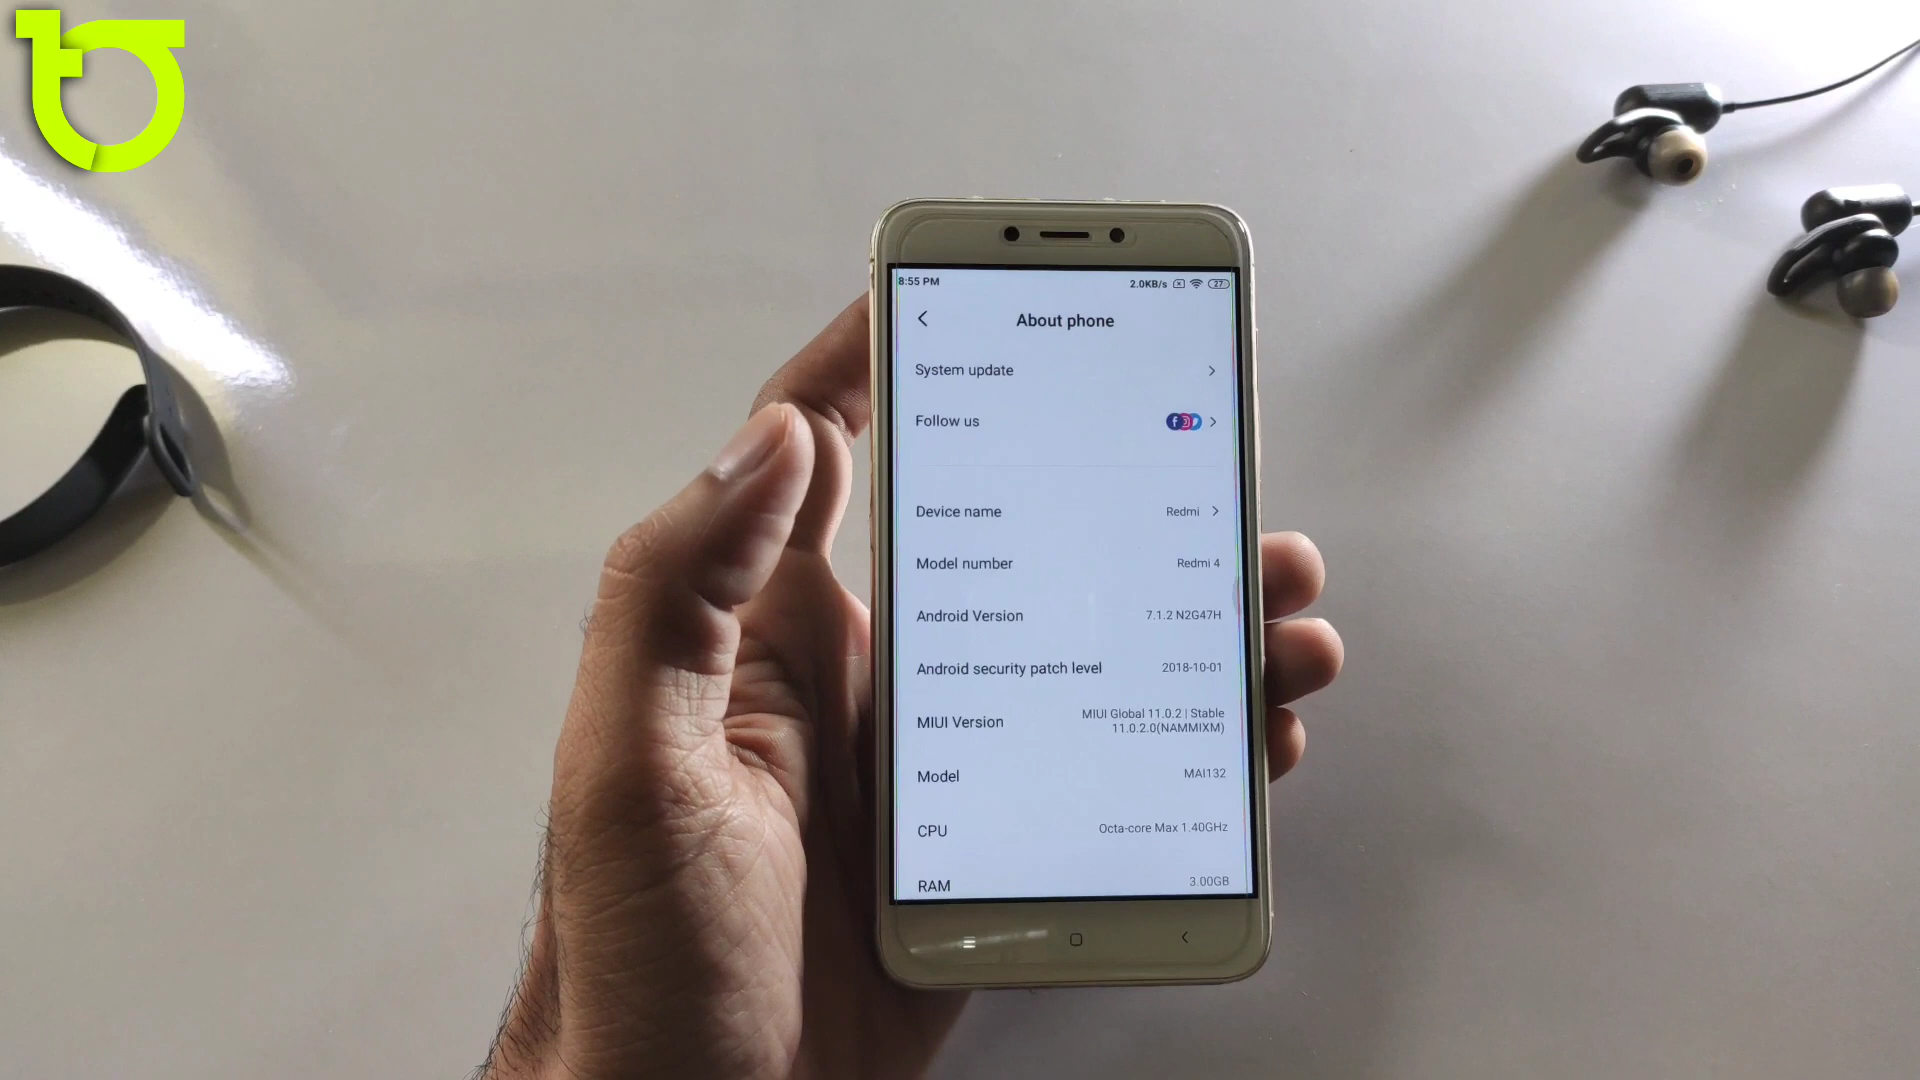 8:55 PM 2.0KB/s 27
About phone
System update
Follow us
Device name Redmi
Model number Redmi 4
Android Version 7.1.2 N2G47H
Android security patch level 2018-10-01
MIUI Version MIUI Global 11.0.2 | Stable
11.0.2.0(NAMMIXM)
Model MAI132
CPU Octa-core Max 1.40GHz
RAM 3.00GB